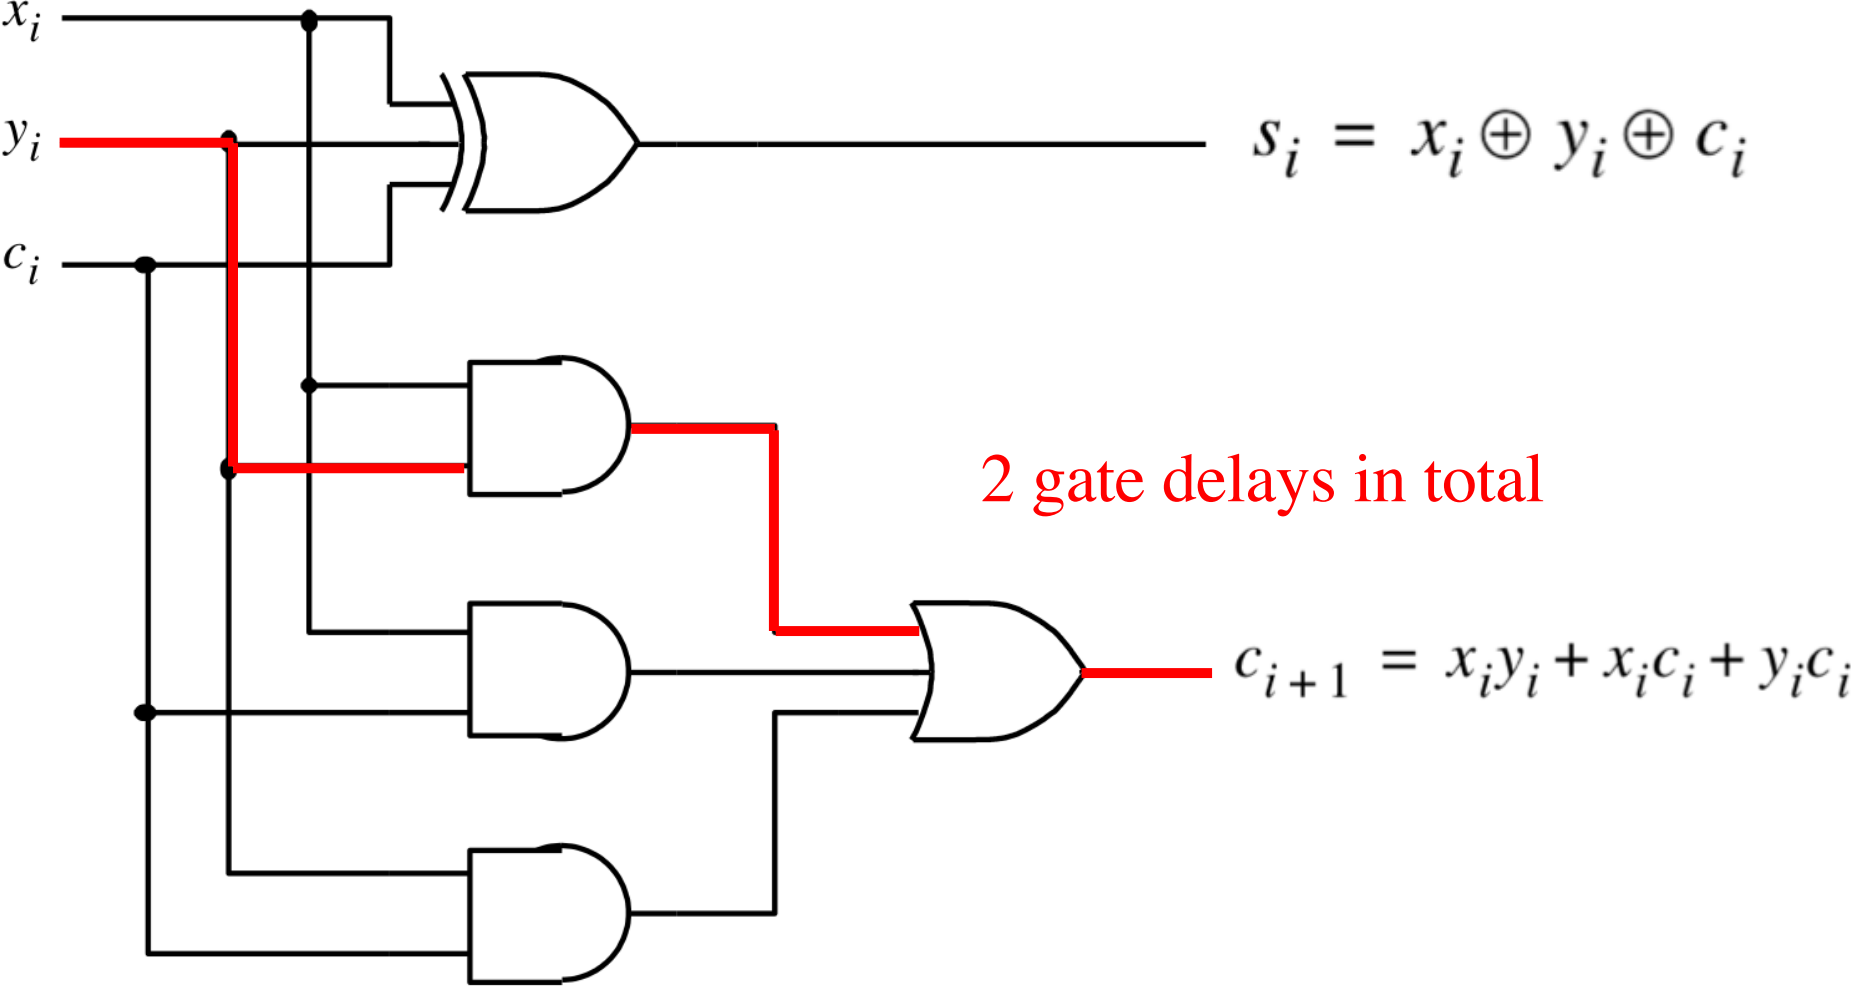 xᵢ
yᵢ
sᵢ = xᵢ ⊕ yᵢ ⊕ cᵢ
cᵢ
2 gate delays in total
cᵢ₊₁ = xᵢyᵢ + xᵢcᵢ + yᵢcᵢ